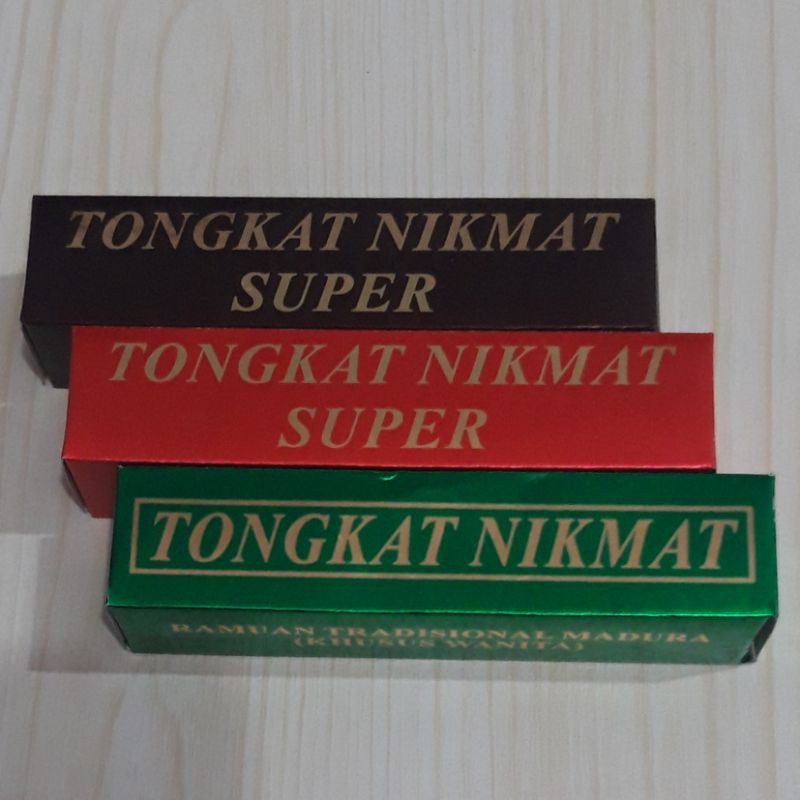 TONGKAT NIKMAT
SUPER
TONGKAT NIKMAT
SUPER
TONGKAT NIKMAT
RAMUAN TRADISIONAL MADURA
(KHUSUS WANITA)